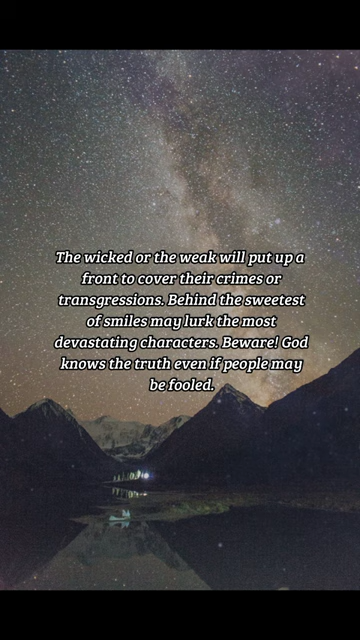 The wicked or the weak will put up a
front to cover their crimes or
transgressions. Behind the sweetest
of smiles may lurk the most
devastating characters. Beware! God
knows the truth even if people may
be fooled.